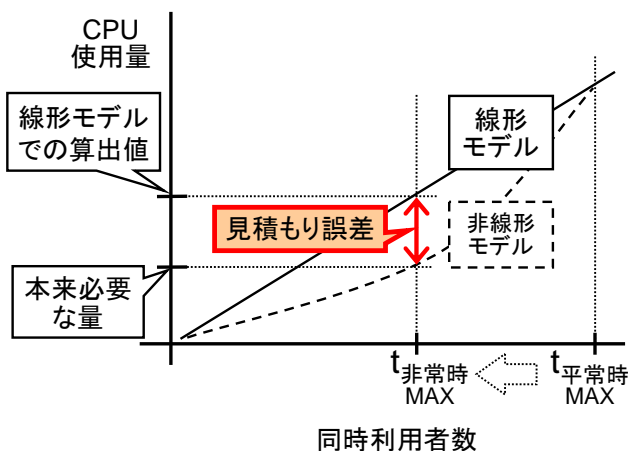 CPU
使用量
線形モデル
での算出値
線形
モデル
見積もり誤差
非線形
モデル
本来必要
な量
t非常時
MAX
t平常時
MAX
同時利用者数